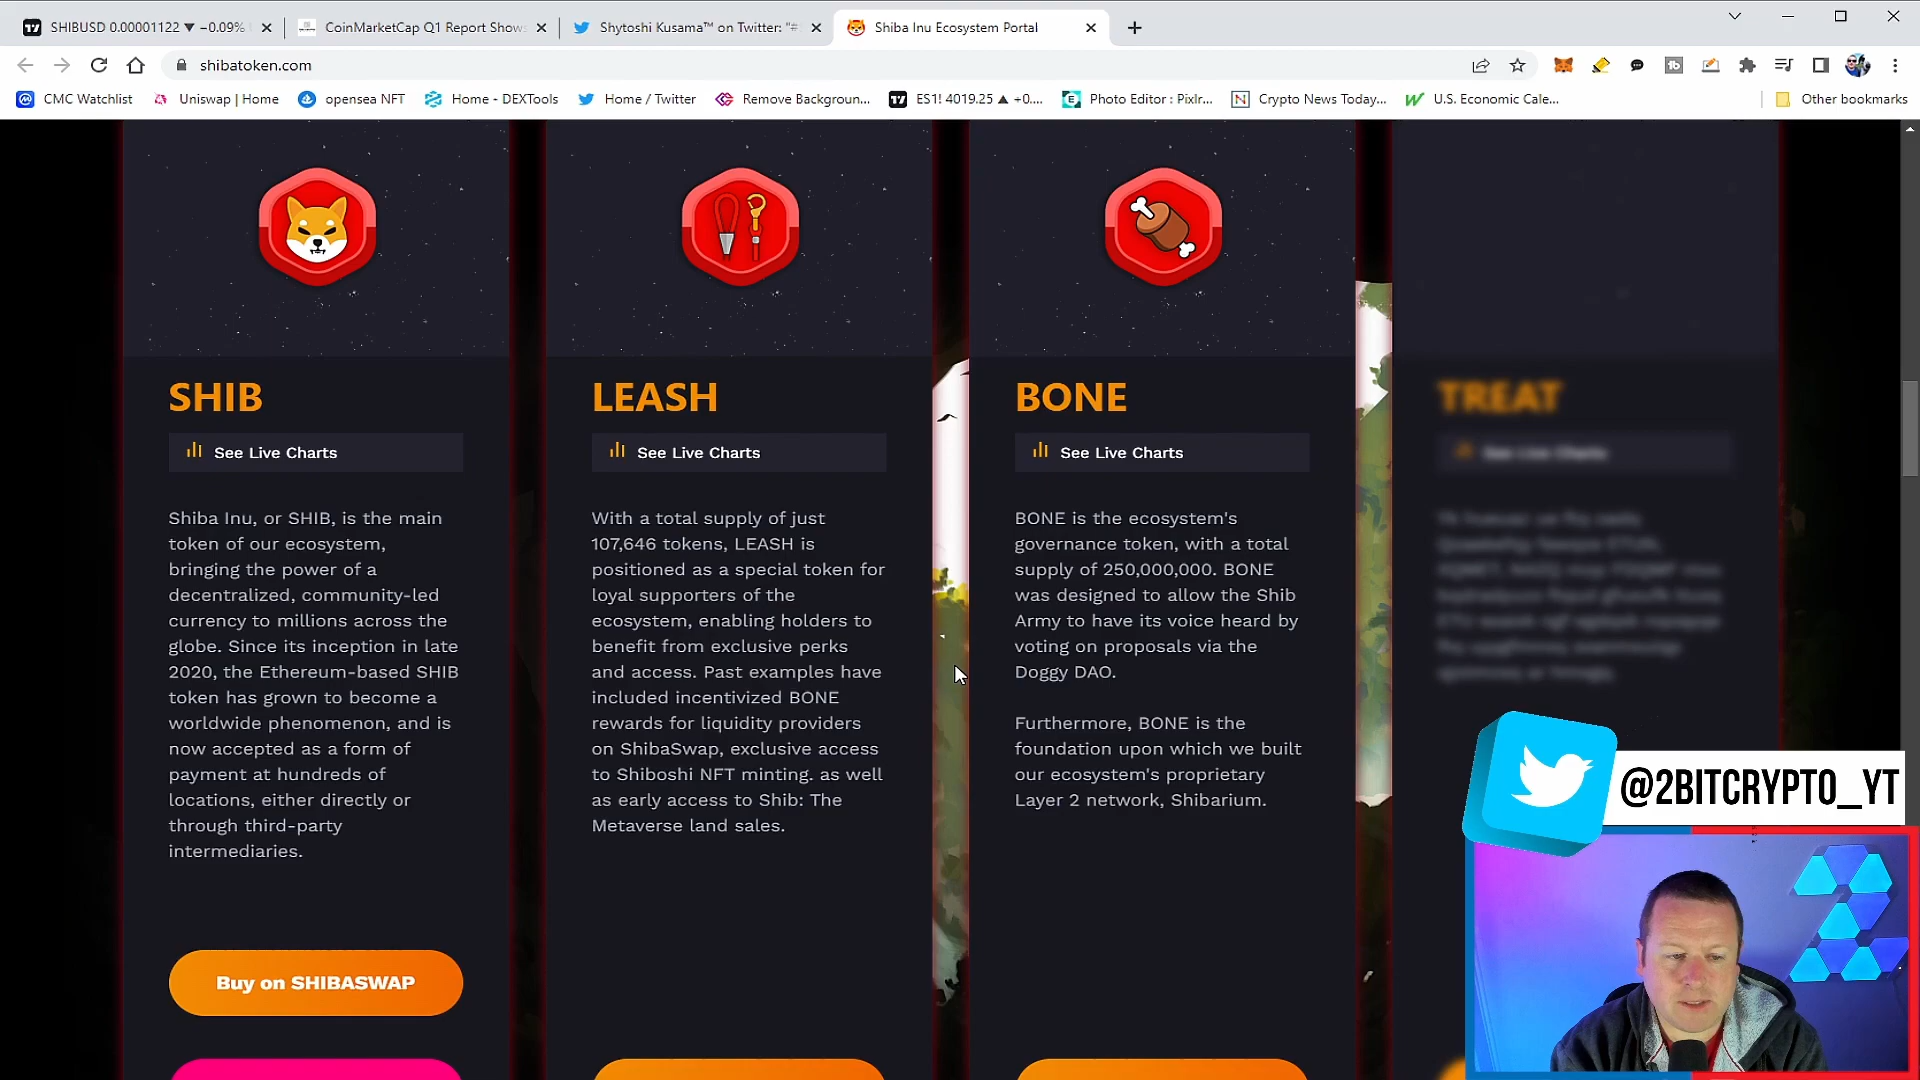 SHIBUSD 0.00001122 ▼ −0.09%
CoinMarketCap Q1 Report Shows
Shytoshi Kusama™ on Twitter: "#
Shiba Inu Ecosystem Portal
shibatoken.com
CMC Watchlist
Uniswap | Home
opensea NFT
Home - DEXTools
Home / Twitter
Remove Backgroun...
ES1! 4019.25 ▲ +0....
Photo Editor : Pixlr...
Crypto News Today...
U.S. Economic Cale...
Other bookmarks
SHIB
See Live Charts
Shiba Inu, or SHIB, is the main
token of our ecosystem,
bringing the power of a
decentralized, community-led
currency to millions across the
globe. Since its inception in late
2020, the Ethereum-based SHIB
token has grown to become a
worldwide phenomenon, and is
now accepted as a form of
payment at hundreds of
locations, either directly or
through third-party
intermediaries.
Buy on SHIBASWAP
LEASH
See Live Charts
With a total supply of just
107,646 tokens, LEASH is
positioned as a special token for
loyal supporters of the
ecosystem, enabling holders to
benefit from exclusive perks
and access. Past examples have
included incentivized BONE
rewards for liquidity providers
on ShibaSwap, exclusive access
to Shiboshi NFT minting. as well
as early access to Shib: The
Metaverse land sales.
BONE
See Live Charts
BONE is the ecosystem's
governance token, with a total
supply of 250,000,000. BONE
was designed to allow the Shib
Army to have its voice heard by
voting on proposals via the
Doggy DAO.
Furthermore, BONE is the
foundation upon which we built
our ecosystem's proprietary
Layer 2 network, Shibarium.
TREAT
See Live Charts
@2BITCRYPTO_YT